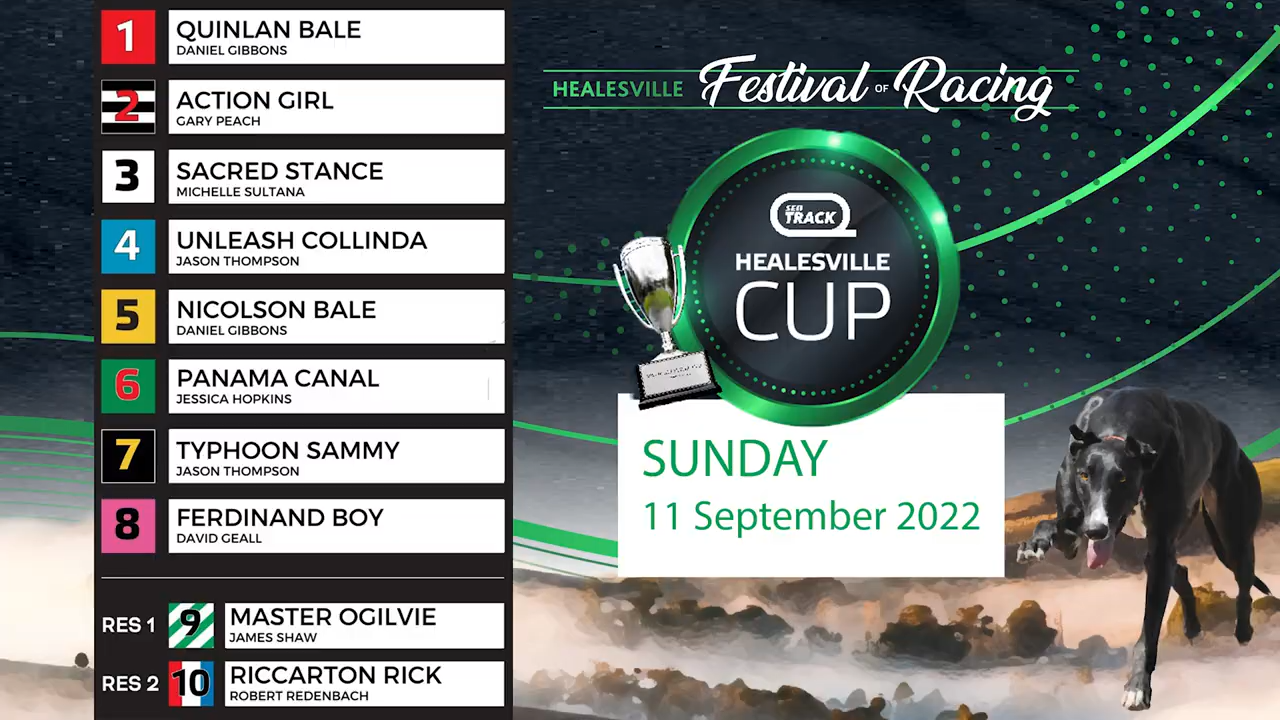 1
QUINLAN BALE
DANIEL GIBBONS
2
ACTION GIRL
GARY PEACH
3
SACRED STANCE
MICHELLE SULTANA
4
UNLEASH COLLINDA
JASON THOMPSON
5
NICOLSON BALE
DANIEL GIBBONS
6
PANAMA CANAL
JESSICA HOPKINS
7
TYPHOON SAMMY
JASON THOMPSON
8
FERDINAND BOY
DAVID GEALL
RES 1
9
MASTER OGILVIE
JAMES SHAW
RES 2
10
RICCARTON RICK
ROBERT REDENBACH
HEALESVILLE Festival OF Racing
SEN
TRACK
HEALESVILLE
CUP
SUNDAY
11 September 2022